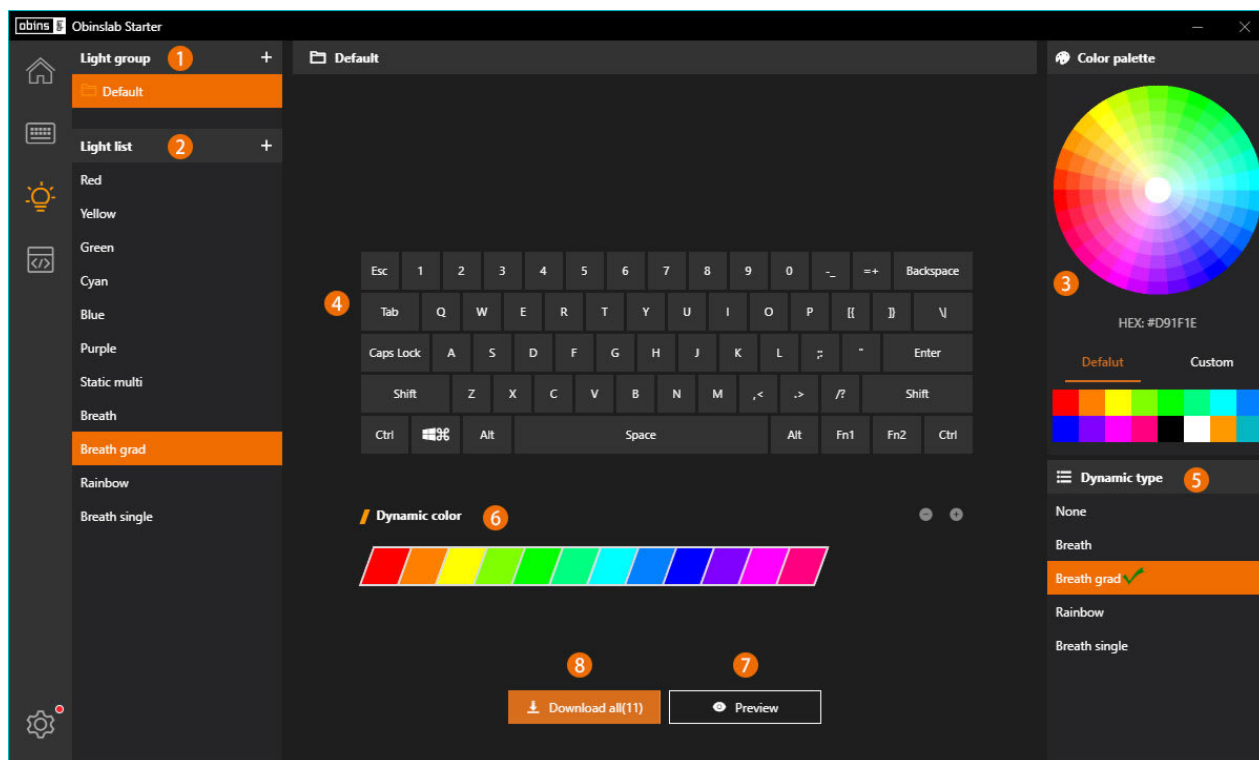 obins Obinslab Starter
Light group 1 +
Default
Light list 2 +
Red
Yellow
Green
Cyan
Blue
Purple
Static multi
Breath
Breath grad
Rainbow
Breath single
Default
4
Esc 1 2 3 4 5 6 7 8 9 0 -_ =+ Backspace
Tab Q W E R T Y U I O P [{ ]} \|
Caps Lock A S D F G H J K L ;: '" Enter
Shift Z X C V B N M ,< .> /? Shift
Ctrl ⌘ Alt Space Alt Fn1 Fn2 Ctrl
Dynamic color 6
8
Download all(11)
7
Preview
Color palette
3
HEX: #D91F1E
Defalut Custom
Dynamic type 5
None
Breath
Breath grad
Rainbow
Breath single